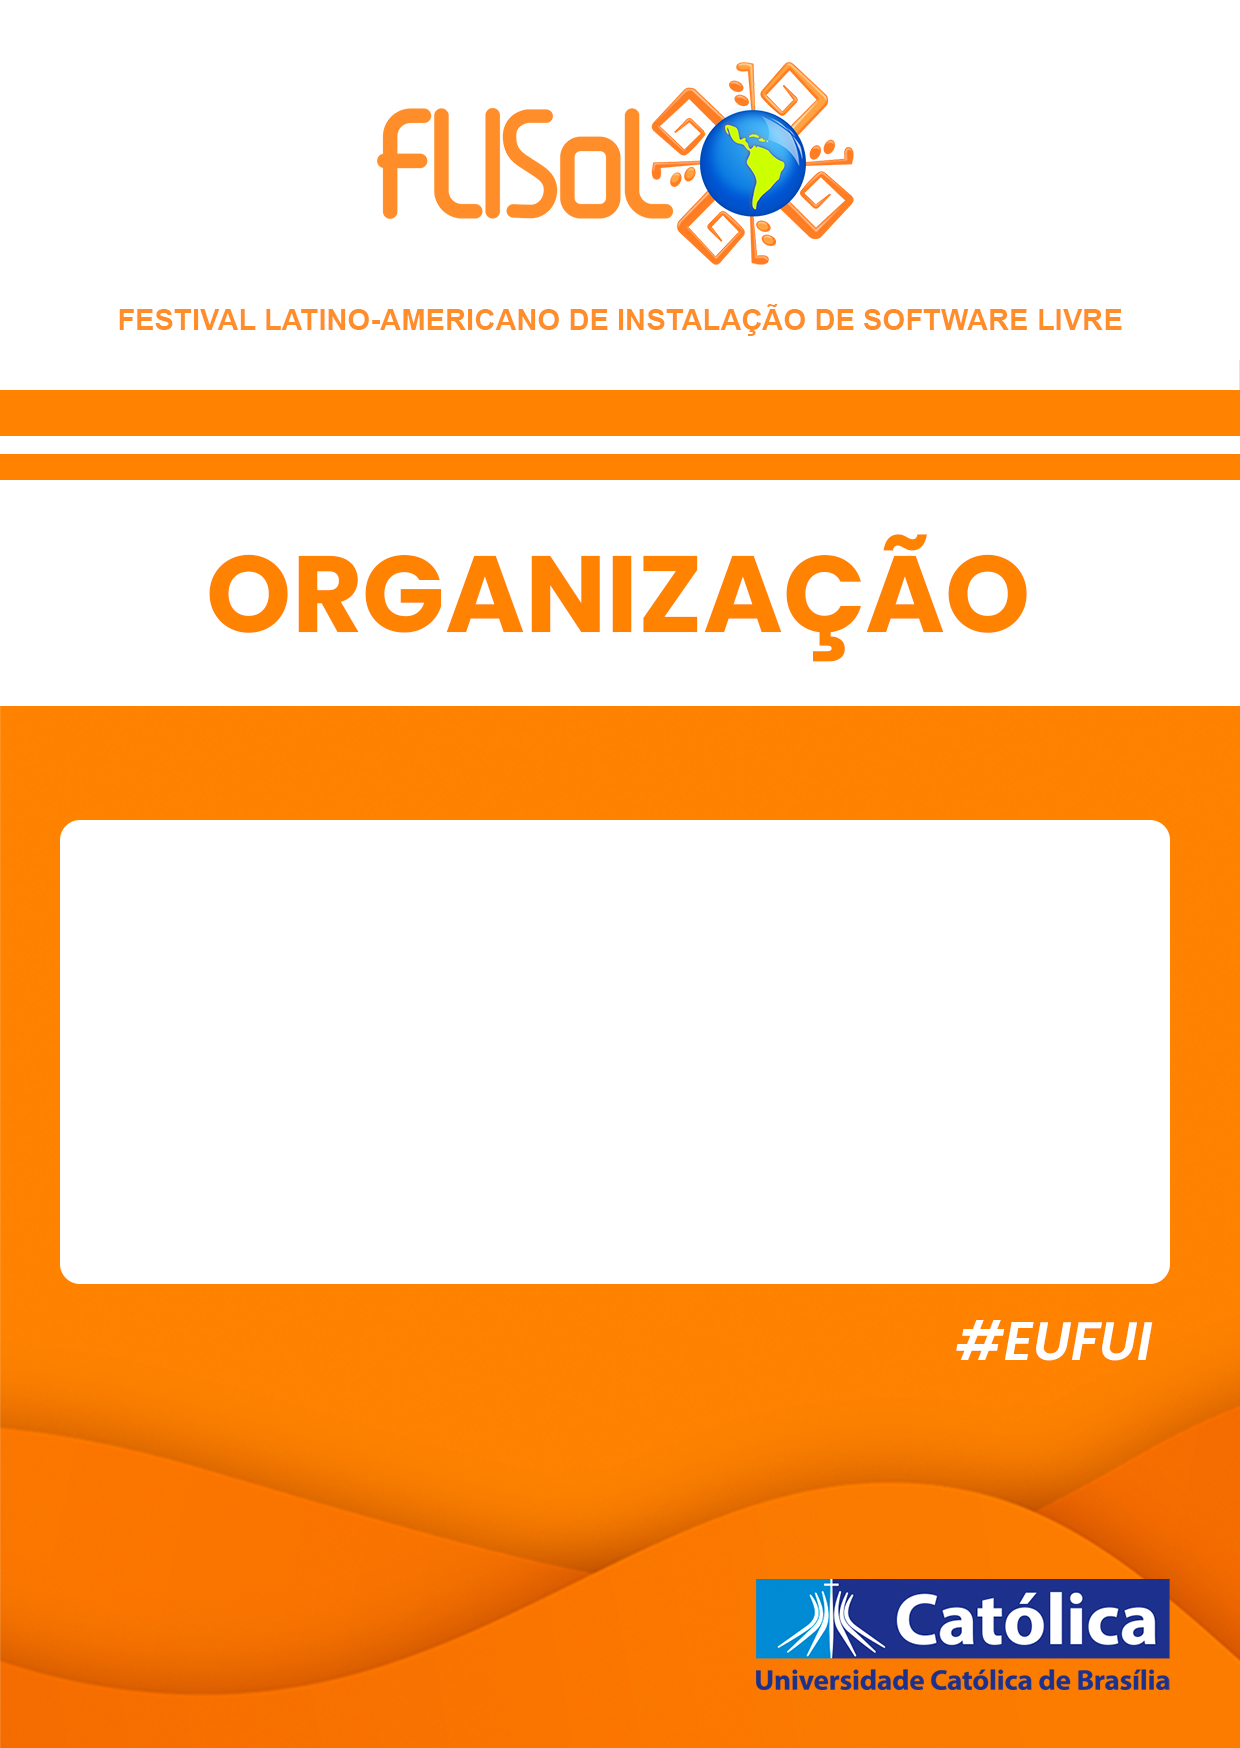 FLISoL
FESTIVAL LATINO-AMERICANO DE INSTALAÇÃO DE SOFTWARE LIVRE
ORGANIZAÇÃO
#EUFUI
Católica
Universidade Católica de Brasília